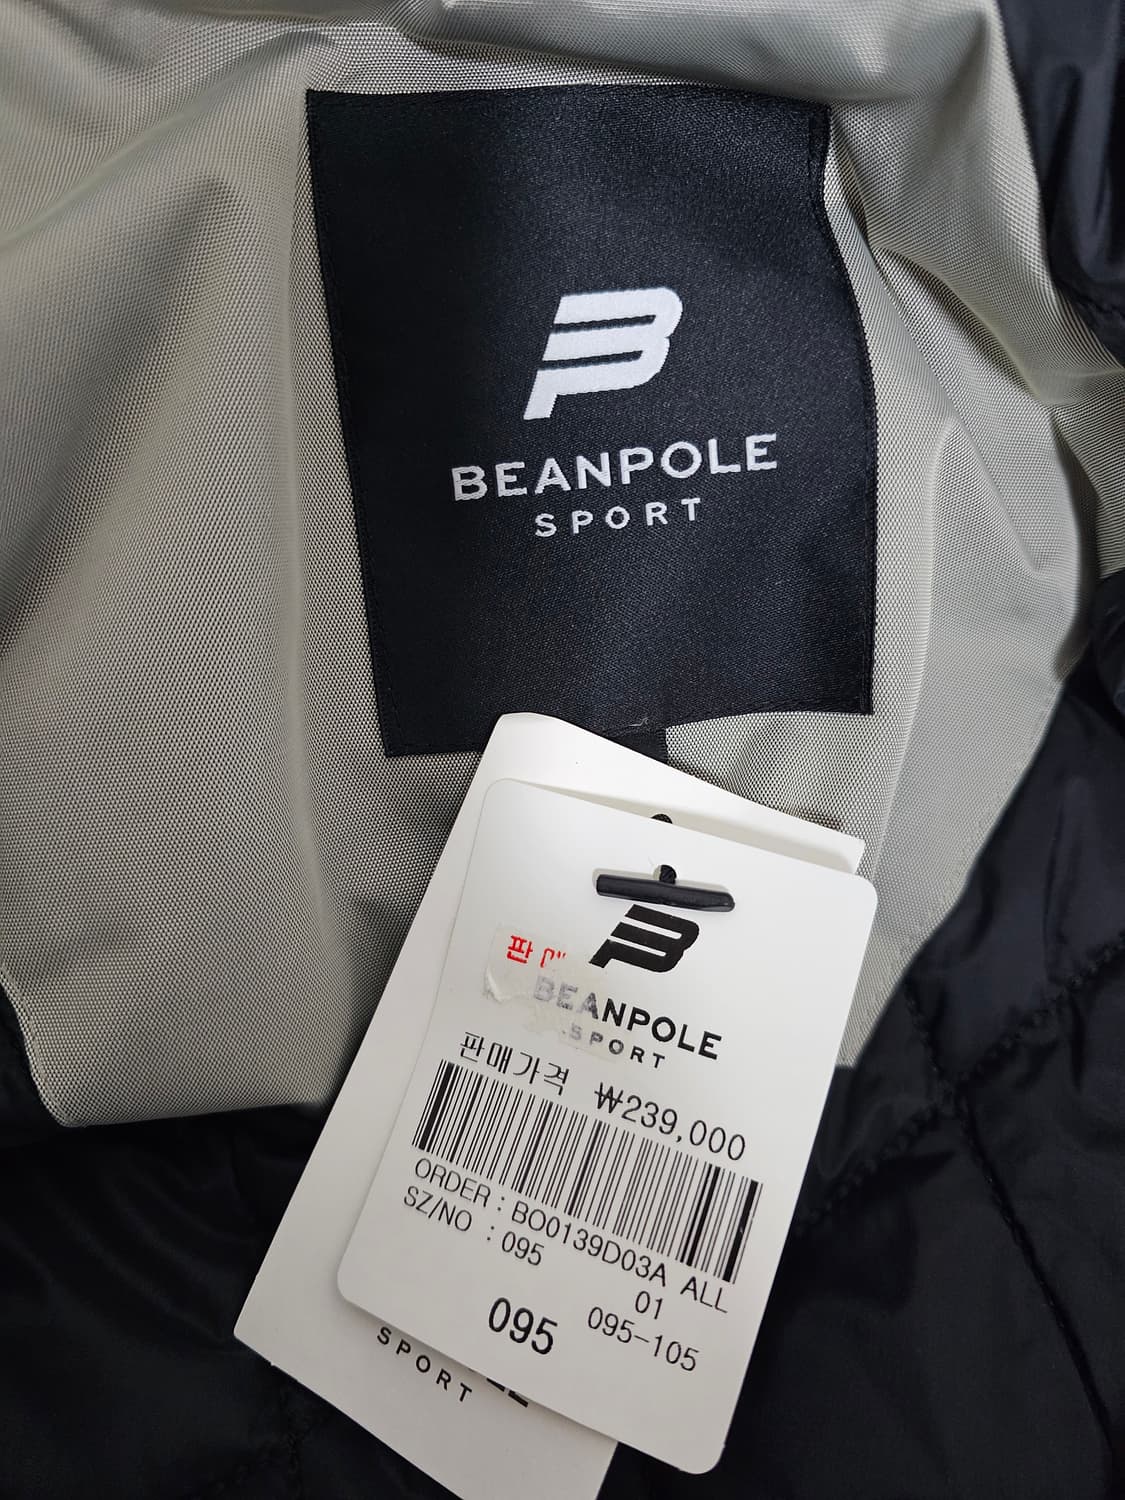 BEANPOLE
SPORT
판
BEANPOLE
SPORT
판매가격 ₩239,000
ORDER : BO0139D03A ALL
SZ/NO : 095 01
095 095-105
SPORT